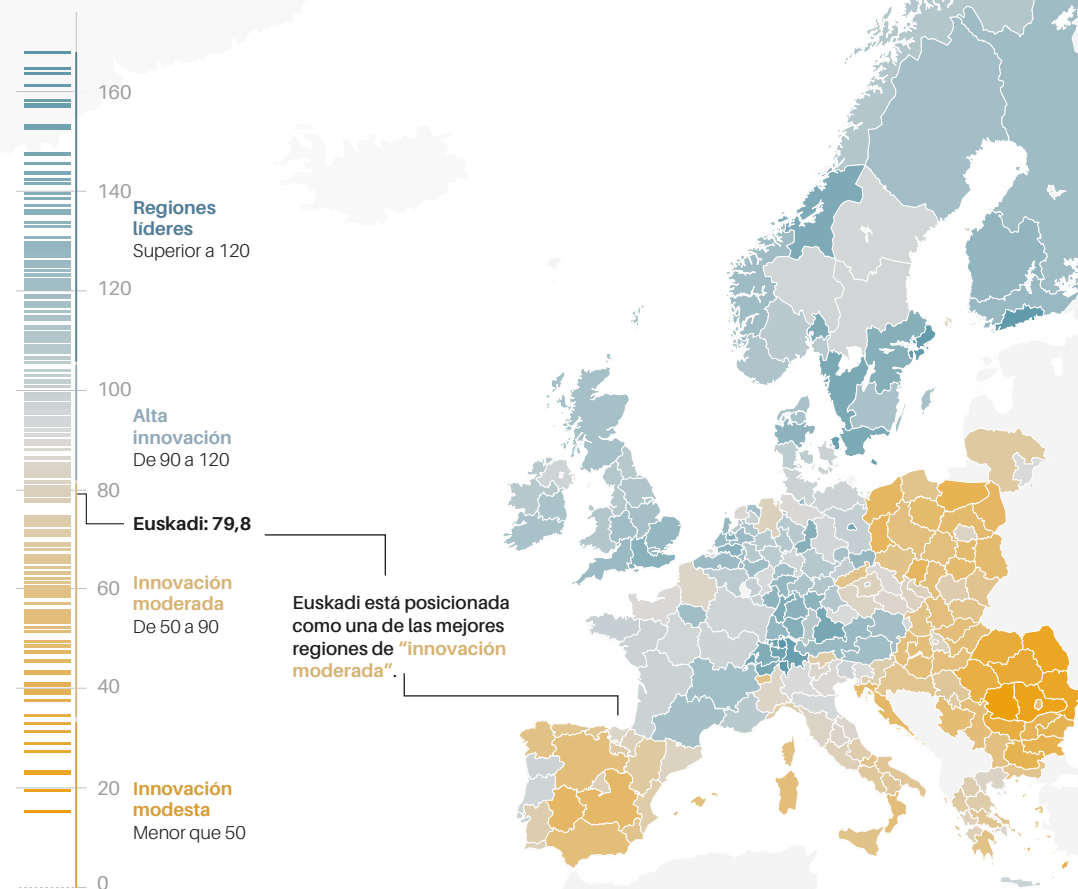 160
140
Regiones
líderes
Superior a 120
120
100
Alta
innovación
De 90 a 120
80
Euskadi: 79,8
60
Innovación
moderada
De 50 a 90
Euskadi está posicionada
como una de las mejores
regiones de “innovación
moderada”.
40
20
Innovación
modesta
Menor que 50
0